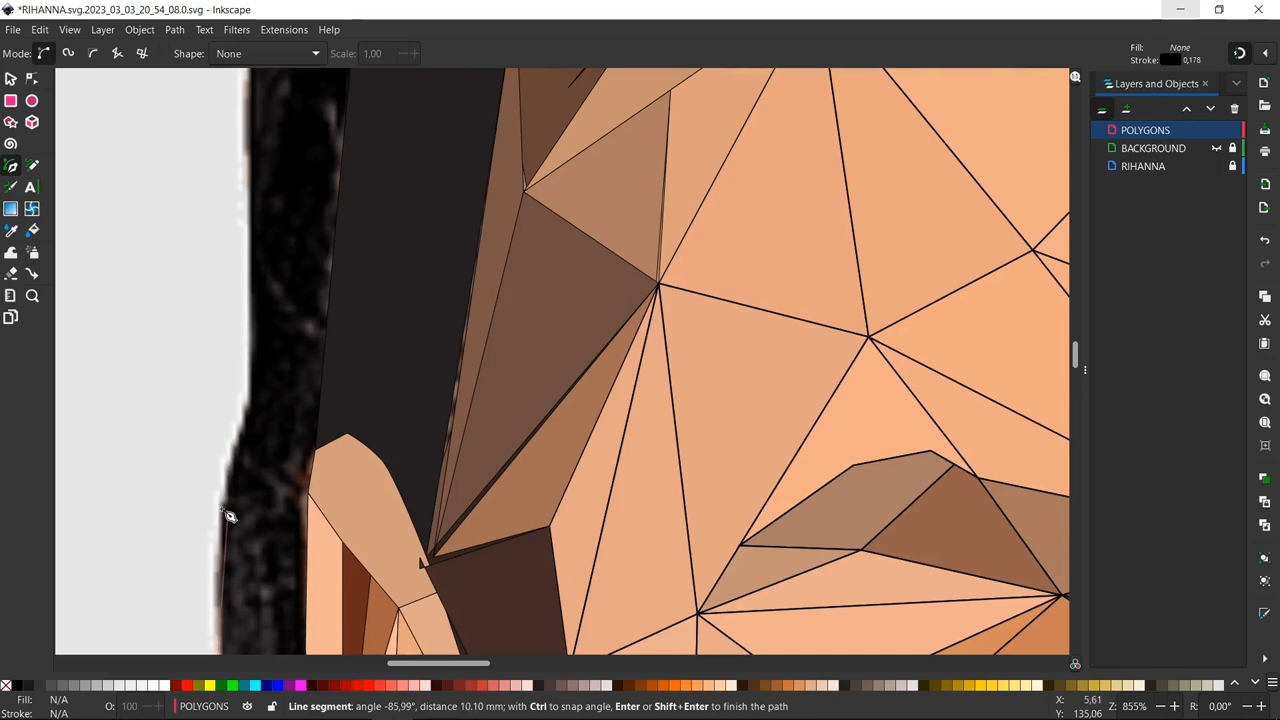 *RIHANNA.svg.2023_03_03_20_54_08.0.svg - Inkscape
File Edit View Layer Object Path Text Filters Extensions Help
Mode: Shape: None Scale: 1,00
Fill: None
Stroke: 0,178
Layers and Objects
POLYGONS
BACKGROUND
RIHANNA
Fill: N/A
Stroke: N/A
O: 100
POLYGONS
Line segment: angle -85,99°, distance 10.10 mm; with Ctrl to snap angle, Enter or Shift+Enter to finish the path
X: 5,61
Y: 135,06
Z: 855%
R: 0,00°